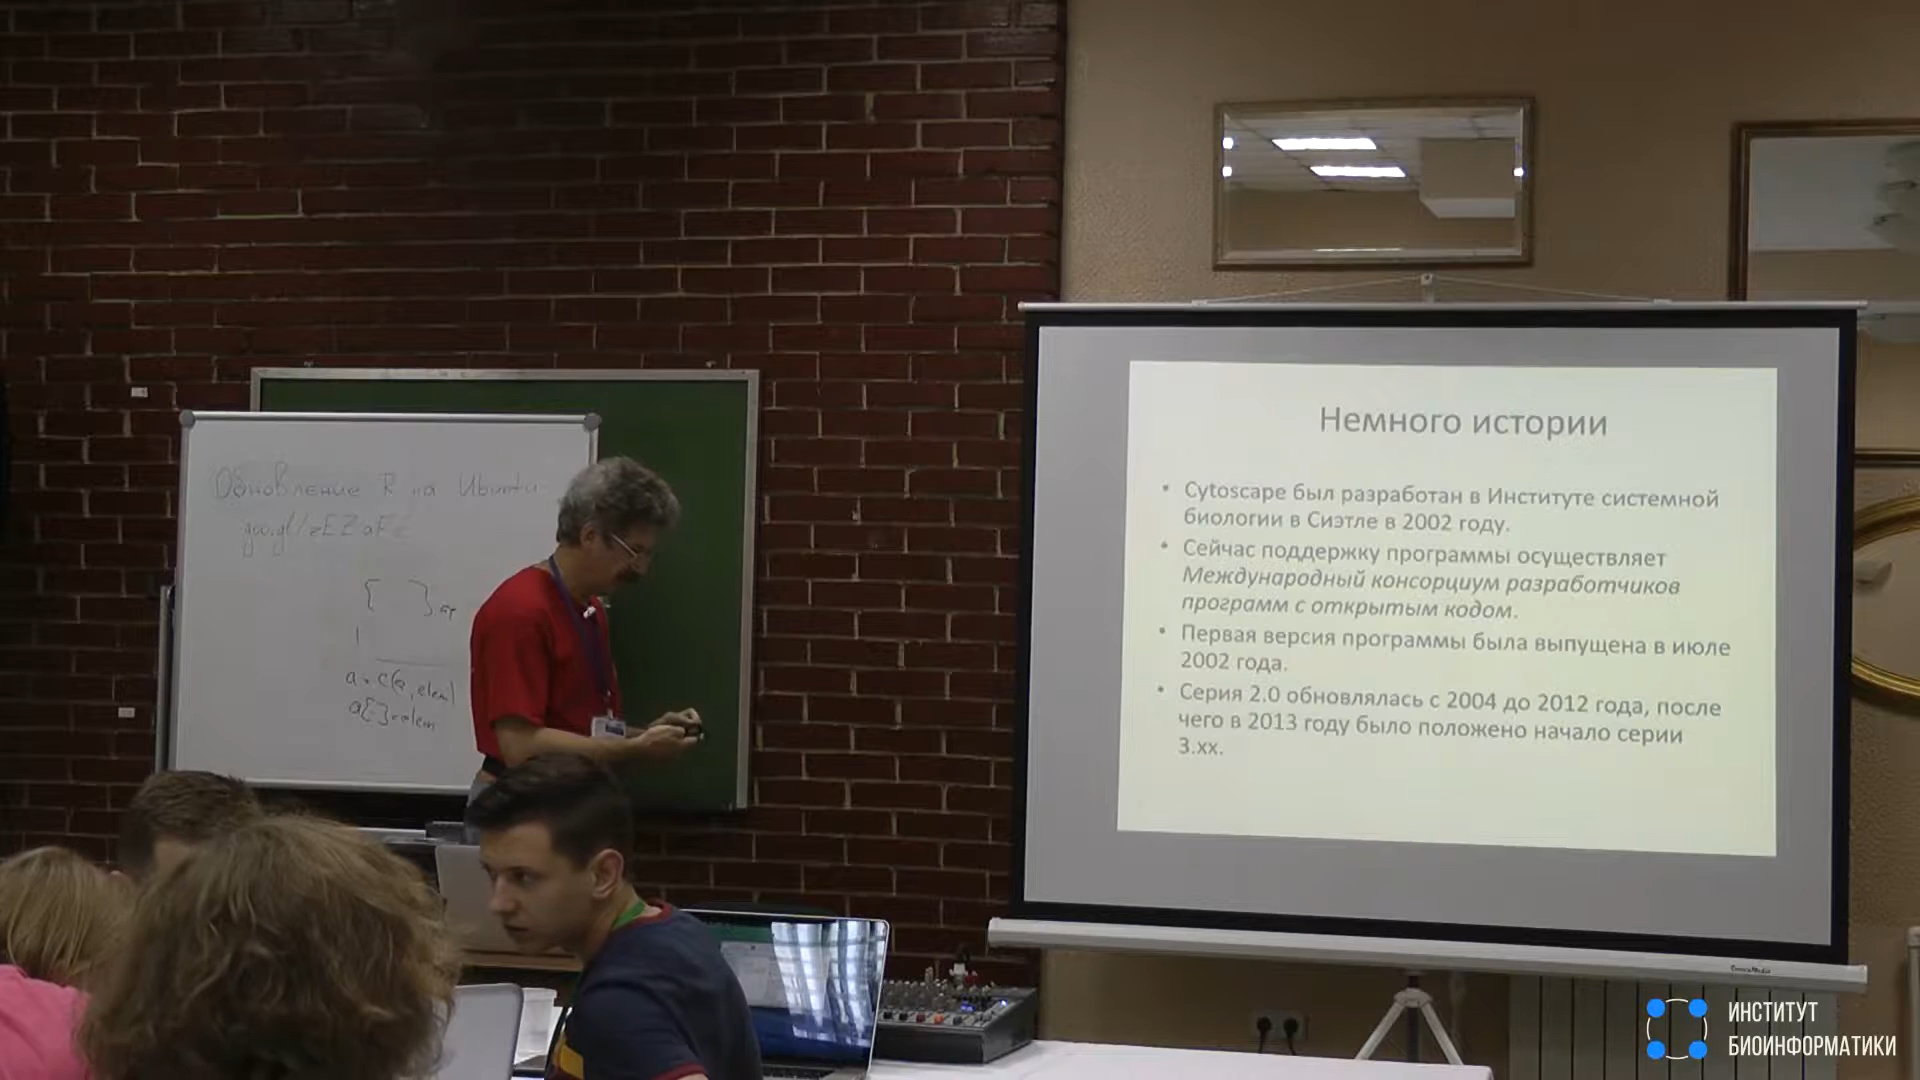 Обновление R на Ubuntu
Немного истории
• Cytoscape был разработан в Институте системной
биологии в Сиэтле в 2002 году.
• Сейчас поддержку программы осуществляет
Международный консорциум разработчиков
программ с открытым кодом.
• Первая версия программы была выпущена в июле
2002 года.
• Серия 2.0 обновлялась с 2004 до 2012 года, после
чего в 2013 году было положено начало серии
3.xx.
ИНСТИТУТ
БИОИНФОРМАТИКИ